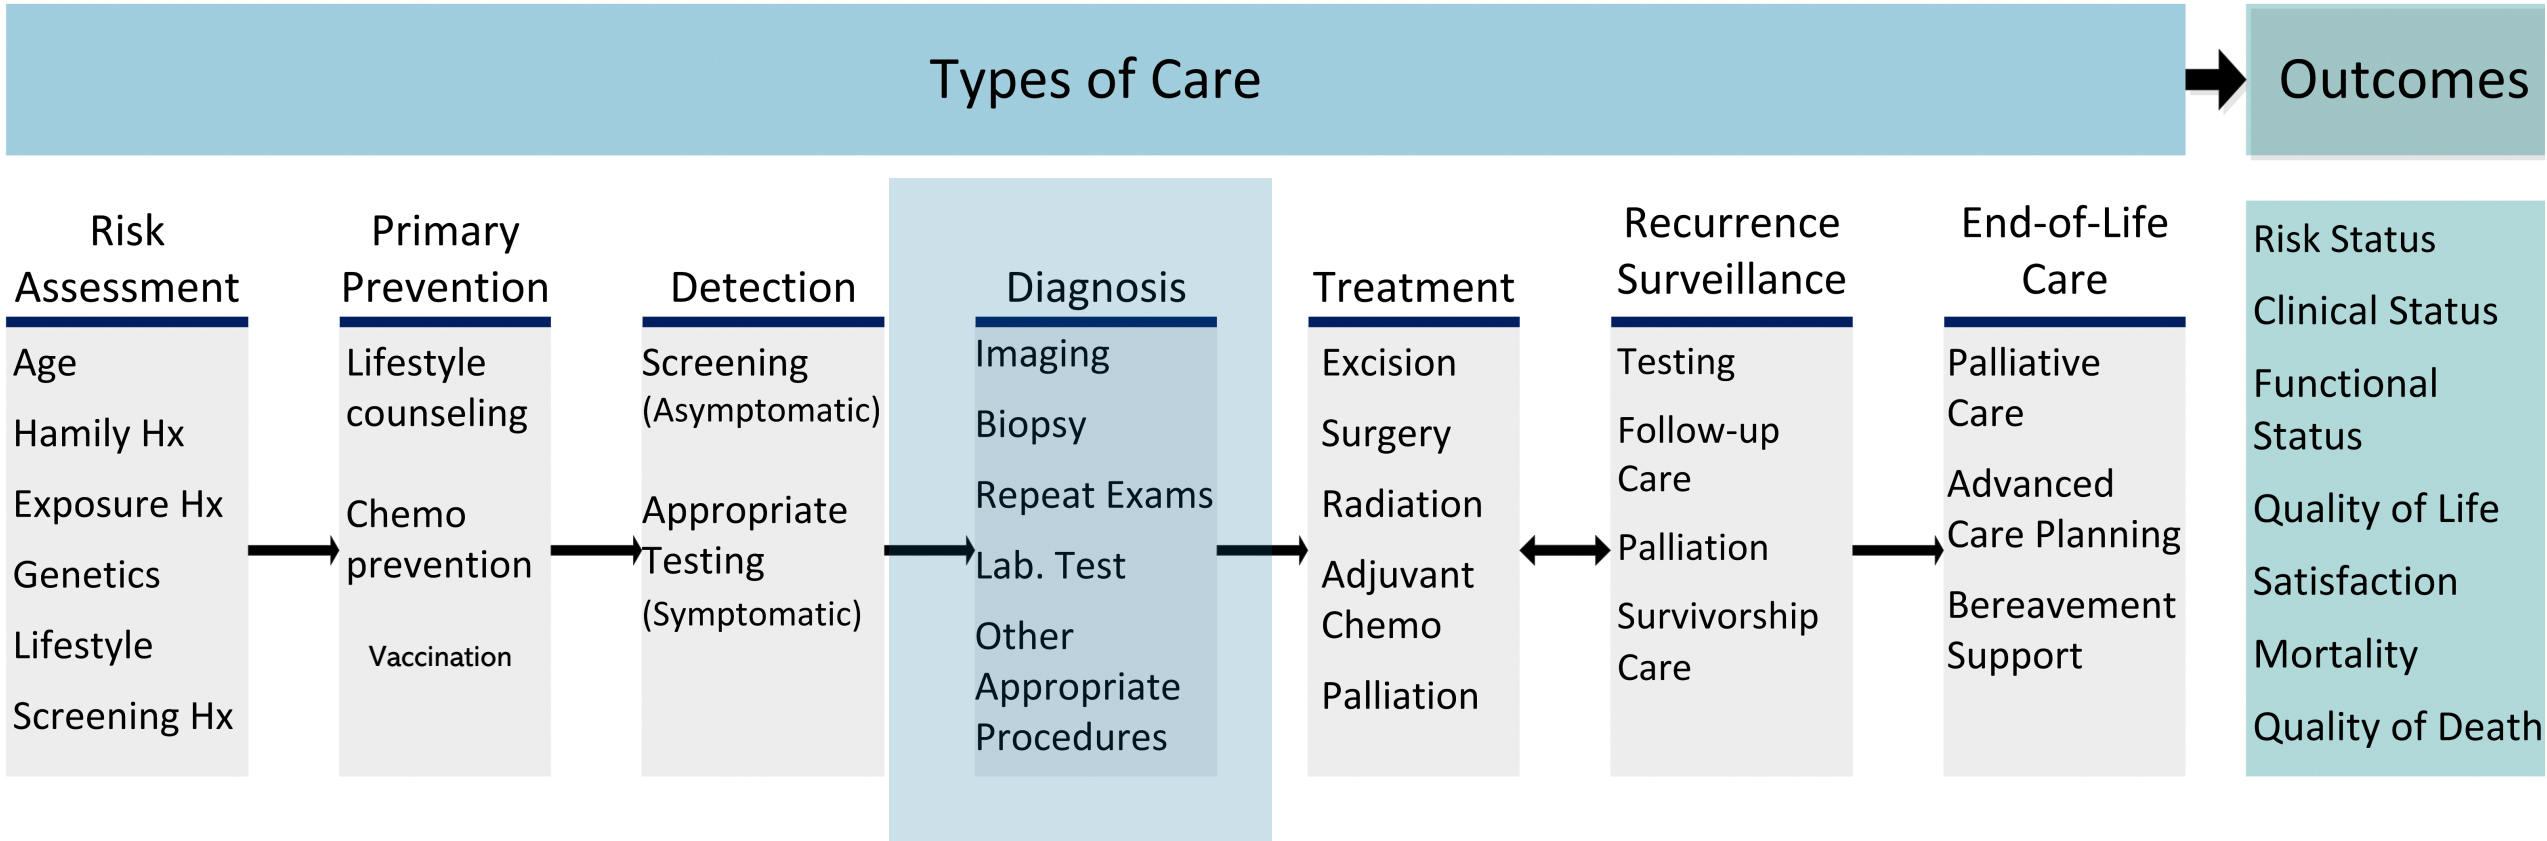 Types of Care
Outcomes
Risk
Assessment
Age
Hamily Hx
Exposure Hx
Genetics
Lifestyle
Screening Hx
Primary
Prevention
Lifestyle
counseling
Chemo
prevention
Vaccination
Detection
Screening
(Asymptomatic)
Appropriate
Testing
(Symptomatic)
Diagnosis
Imaging
Biopsy
Repeat Exams
Lab. Test
Other
Appropriate
Procedures
Treatment
Excision
Surgery
Radiation
Adjuvant
Chemo
Palliation
Recurrence
Surveillance
Testing
Follow-up
Care
Palliation
Survivorship
Care
End-of-Life
Care
Palliative
Care
Advanced
Care Planning
Bereavement
Support
Risk Status
Clinical Status
Functional
Status
Quality of Life
Satisfaction
Mortality
Quality of Death